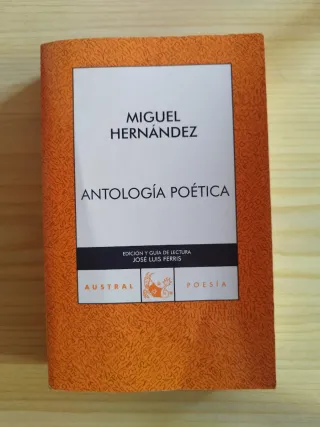 MIGUEL
HERNÁNDEZ
ANTOLOGÍA POÉTICA
EDICIÓN Y GUÍA DE LECTURA
JOSÉ LUIS FERRIS
AUSTRAL POESÍA